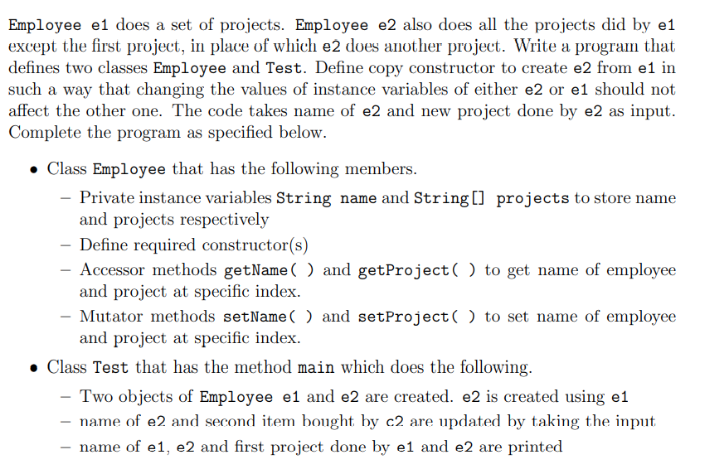 Employee e1 does a set of projects. Employee e2 also does all the projects did by e1
except the first project, in place of which e2 does another project. Write a program that
defines two classes Employee and Test. Define copy constructor to create e2 from e1 in
such a way that changing the values of instance variables of either e2 or e1 should not
affect the other one. The code takes name of e2 and new project done by e2 as input.
Complete the program as specified below.
• Class Employee that has the following members.
– Private instance variables String name and String[] projects to store name
and projects respectively
– Define required constructor(s)
– Accessor methods getName( ) and getProject( ) to get name of employee
and project at specific index.
– Mutator methods setName( ) and setProject( ) to set name of employee
and project at specific index.
• Class Test that has the method main which does the following.
– Two objects of Employee e1 and e2 are created. e2 is created using e1
– name of e2 and second item bought by c2 are updated by taking the input
– name of e1, e2 and first project done by e1 and e2 are printed